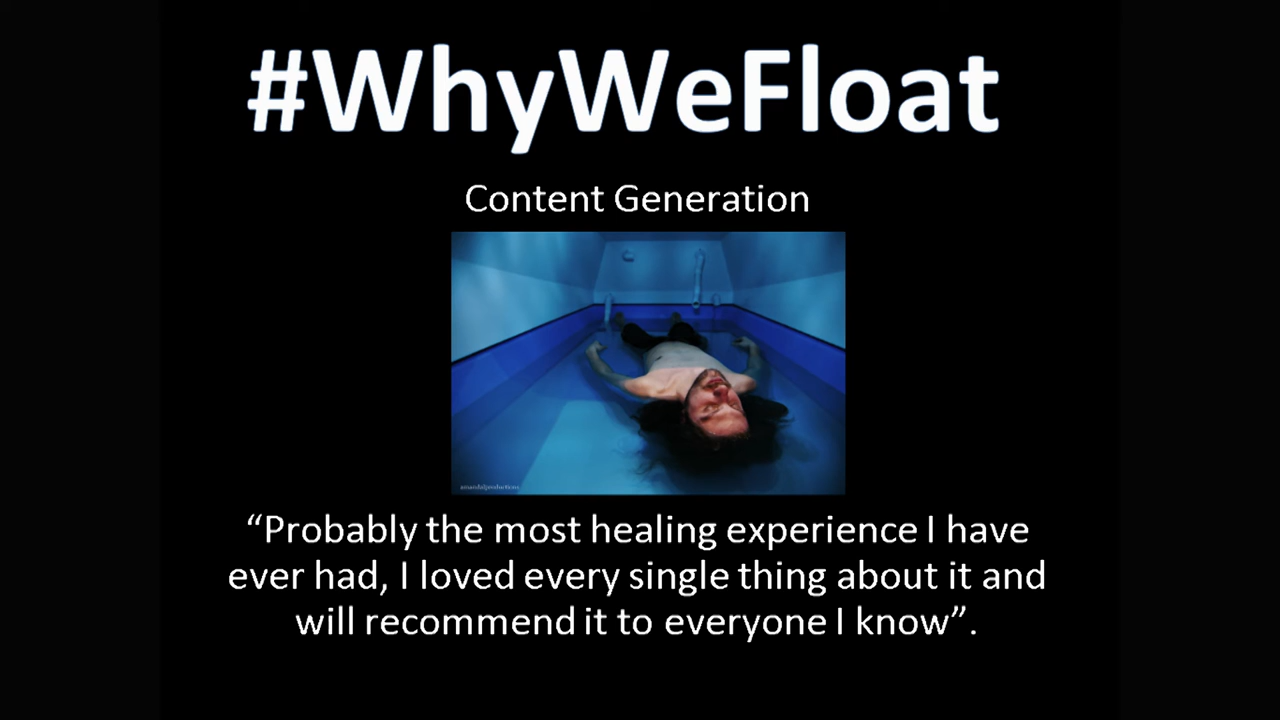 #WhyWeFloat
Content Generation
“Probably the most healing experience I have
ever had, I loved every single thing about it and
will recommend it to everyone I know”.